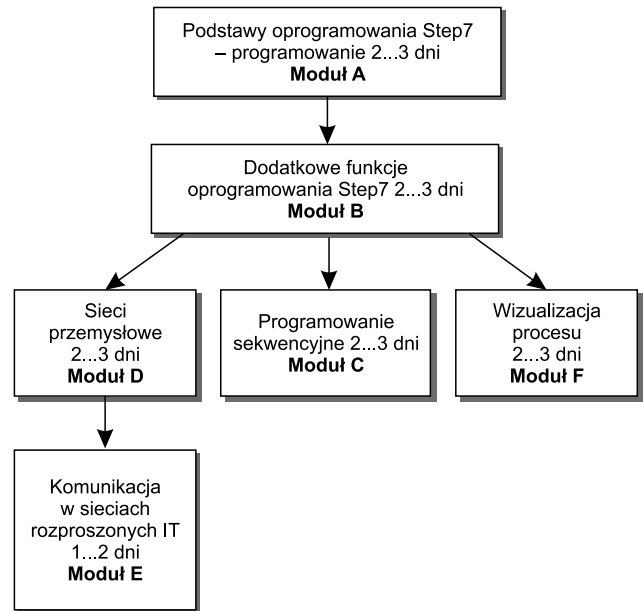 Podstawy oprogramowania Step7
– programowanie 2...3 dni
Moduł A
Dodatkowe funkcje
oprogramowania Step7 2...3 dni
Moduł B
Sieci
przemysłowe
2...3 dni
Moduł D
Programowanie
sekwencyjne 2...3 dni
Moduł C
Wizualizacja
procesu
2...3 dni
Moduł F
Komunikacja
w sieciach
rozproszonych IT
1...2 dni
Moduł E